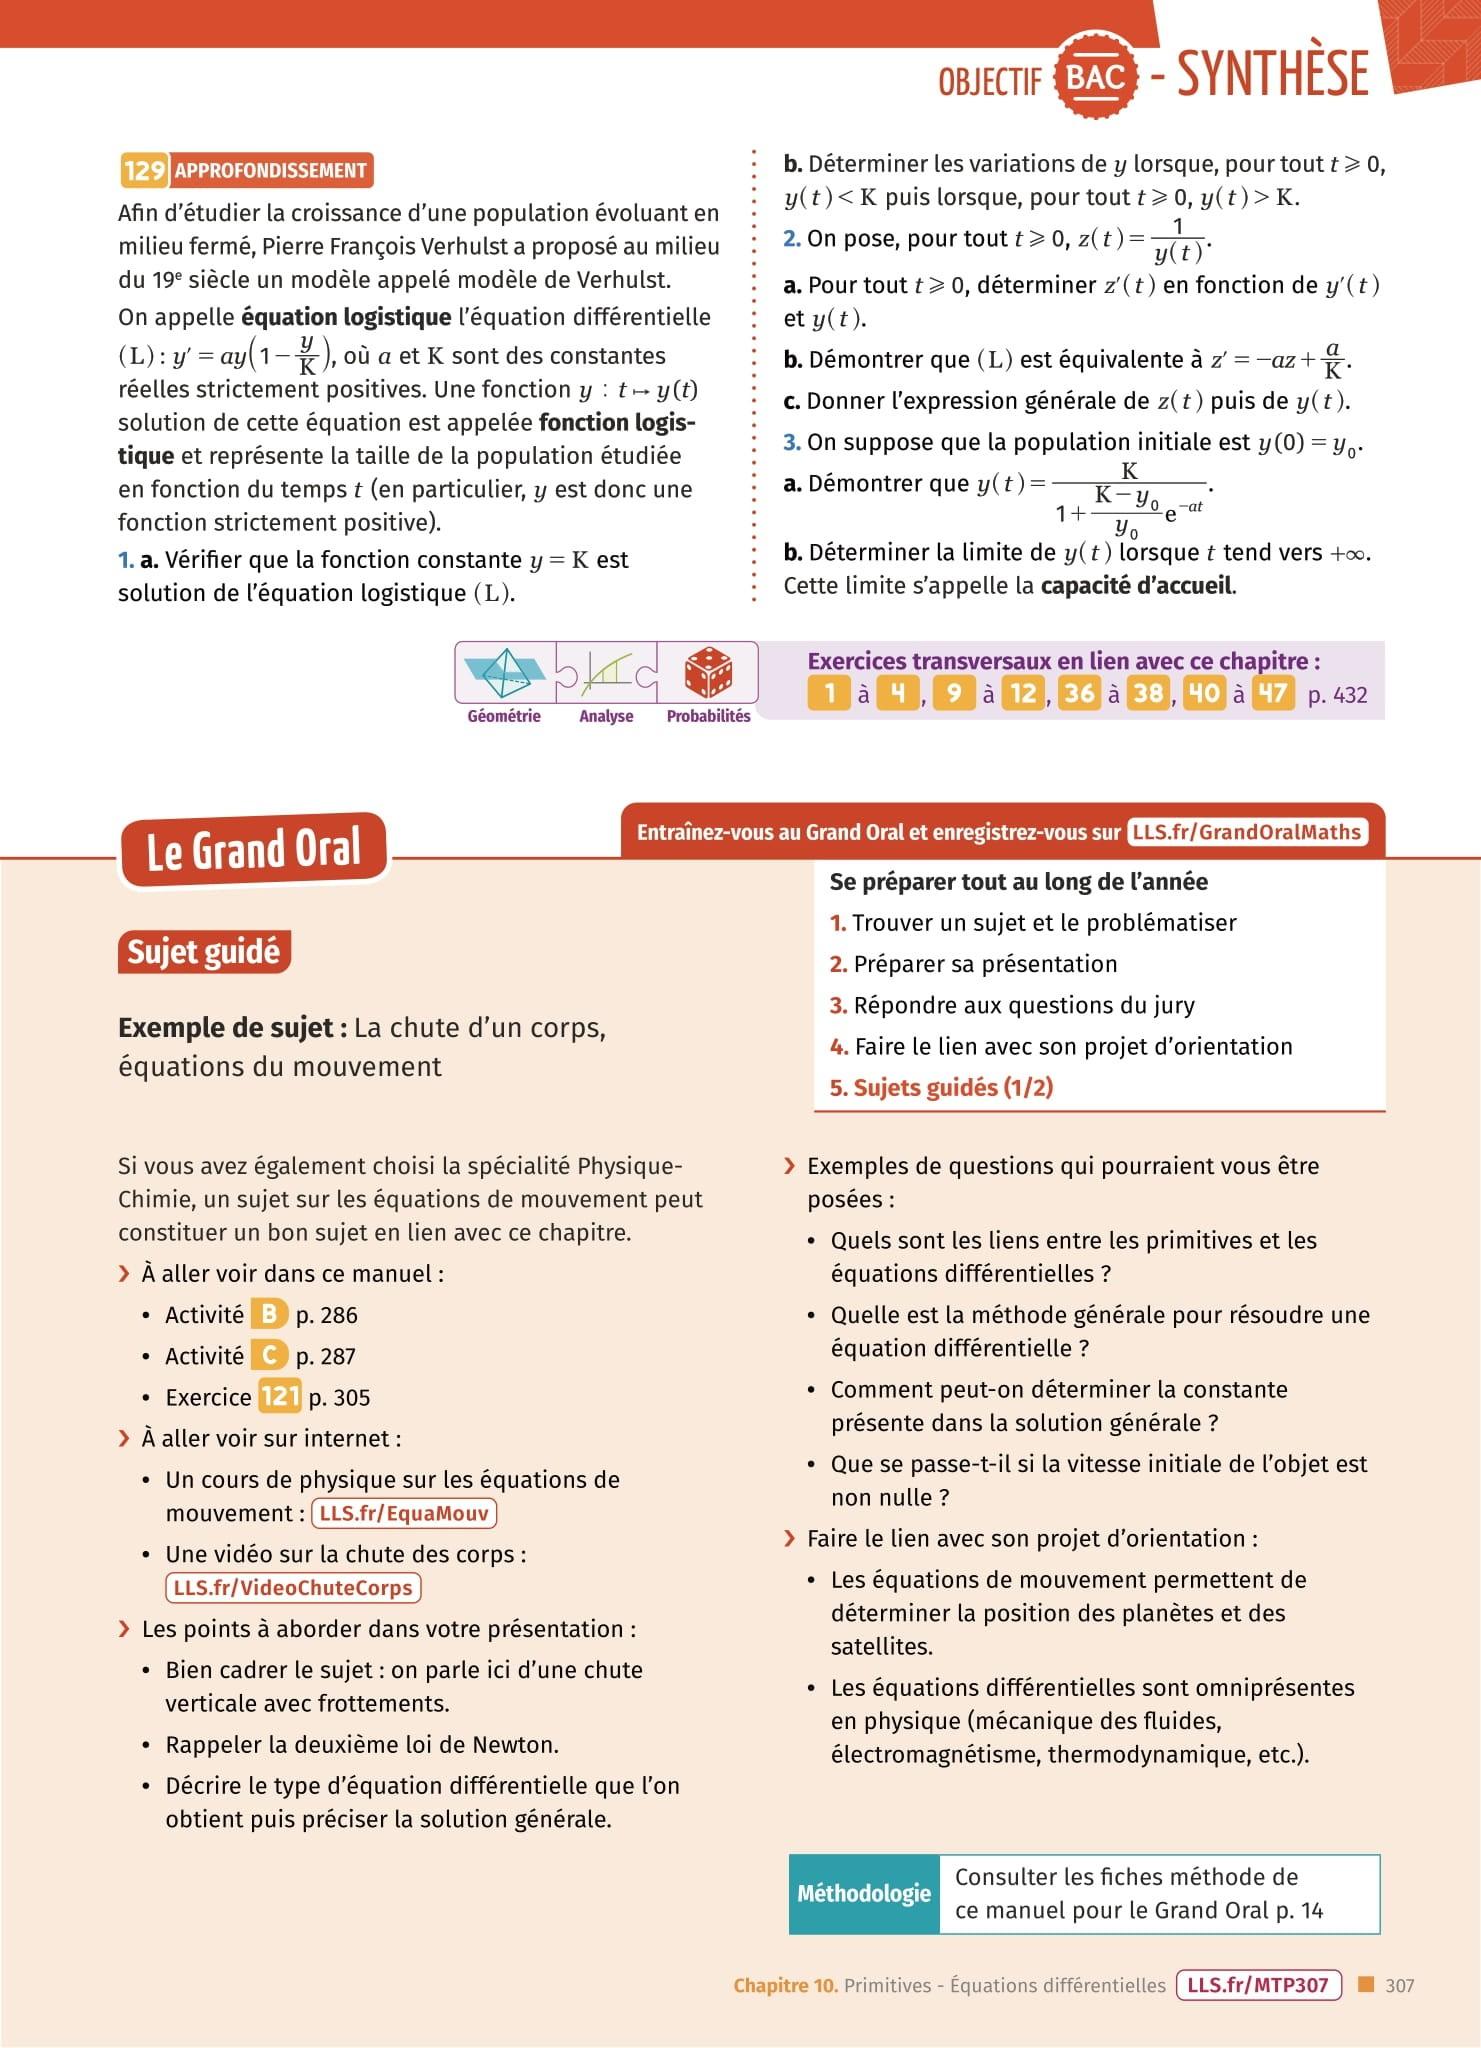 OBJECTIF BAC - SYNTHÈSE
129 APPROFONDISSEMENT
Afin d’étudier la croissance d’une population évoluant en
milieu fermé, Pierre François Verhulst a proposé au milieu
du 19e siècle un modèle appelé modèle de Verhulst.
On appelle équation logistique l’équation différentielle
(L) : y′ = ay(1 − y/K), où a et K sont des constantes
réelles strictement positives. Une fonction y : t ↦ y(t)
solution de cette équation est appelée fonction logis-
tique et représente la taille de la population étudiée
en fonction du temps t (en particulier, y est donc une
fonction strictement positive).
1. a. Vérifier que la fonction constante y = K est
solution de l’équation logistique (L).
b. Déterminer les variations de y lorsque, pour tout t ⩾ 0,
y(t) < K puis lorsque, pour tout t ⩾ 0, y(t) > K.
2. On pose, pour tout t ⩾ 0, z(t) = 1/y(t).
a. Pour tout t ⩾ 0, déterminer z′(t) en fonction de y′(t)
et y(t).
b. Démontrer que (L) est équivalente à z′ = −az + a/K.
c. Donner l’expression générale de z(t) puis de y(t).
3. On suppose que la population initiale est y(0) = y₀.
a. Démontrer que y(t) = K/(1 + (K − y₀)/y₀ e^(−at)).
b. Déterminer la limite de y(t) lorsque t tend vers +∞.
Cette limite s’appelle la capacité d’accueil.
Géométrie Analyse Probabilités
Exercices transversaux en lien avec ce chapitre :
1 à 4, 9 à 12, 36 à 38, 40 à 47 p. 432
Le Grand Oral
Entraînez-vous au Grand Oral et enregistrez-vous sur LLS.fr/GrandOralMaths
Se préparer tout au long de l’année
1. Trouver un sujet et le problématiser
2. Préparer sa présentation
3. Répondre aux questions du jury
4. Faire le lien avec son projet d’orientation
5. Sujets guidés (1/2)
Sujet guidé
Exemple de sujet : La chute d’un corps,
équations du mouvement
Si vous avez également choisi la spécialité Physique-
Chimie, un sujet sur les équations de mouvement peut
constituer un bon sujet en lien avec ce chapitre.
› À aller voir dans ce manuel :
• Activité B p. 286
• Activité C p. 287
• Exercice 121 p. 305
› À aller voir sur internet :
• Un cours de physique sur les équations de
mouvement : LLS.fr/EquaMouv
• Une vidéo sur la chute des corps :
LLS.fr/VideoChuteCorps
› Les points à aborder dans votre présentation :
• Bien cadrer le sujet : on parle ici d’une chute
verticale avec frottements.
• Rappeler la deuxième loi de Newton.
• Décrire le type d’équation différentielle que l’on
obtient puis préciser la solution générale.
› Exemples de questions qui pourraient vous être
posées :
• Quels sont les liens entre les primitives et les
équations différentielles ?
• Quelle est la méthode générale pour résoudre une
équation différentielle ?
• Comment peut-on déterminer la constante
présente dans la solution générale ?
• Que se passe-t-il si la vitesse initiale de l’objet est
non nulle ?
› Faire le lien avec son projet d’orientation :
• Les équations de mouvement permettent de
déterminer la position des planètes et des
satellites.
• Les équations différentielles sont omniprésentes
en physique (mécanique des fluides,
électromagnétisme, thermodynamique, etc.).
Méthodologie
Consulter les fiches méthode de
ce manuel pour le Grand Oral p. 14
Chapitre 10. Primitives - Équations différentielles LLS.fr/MTP307 307